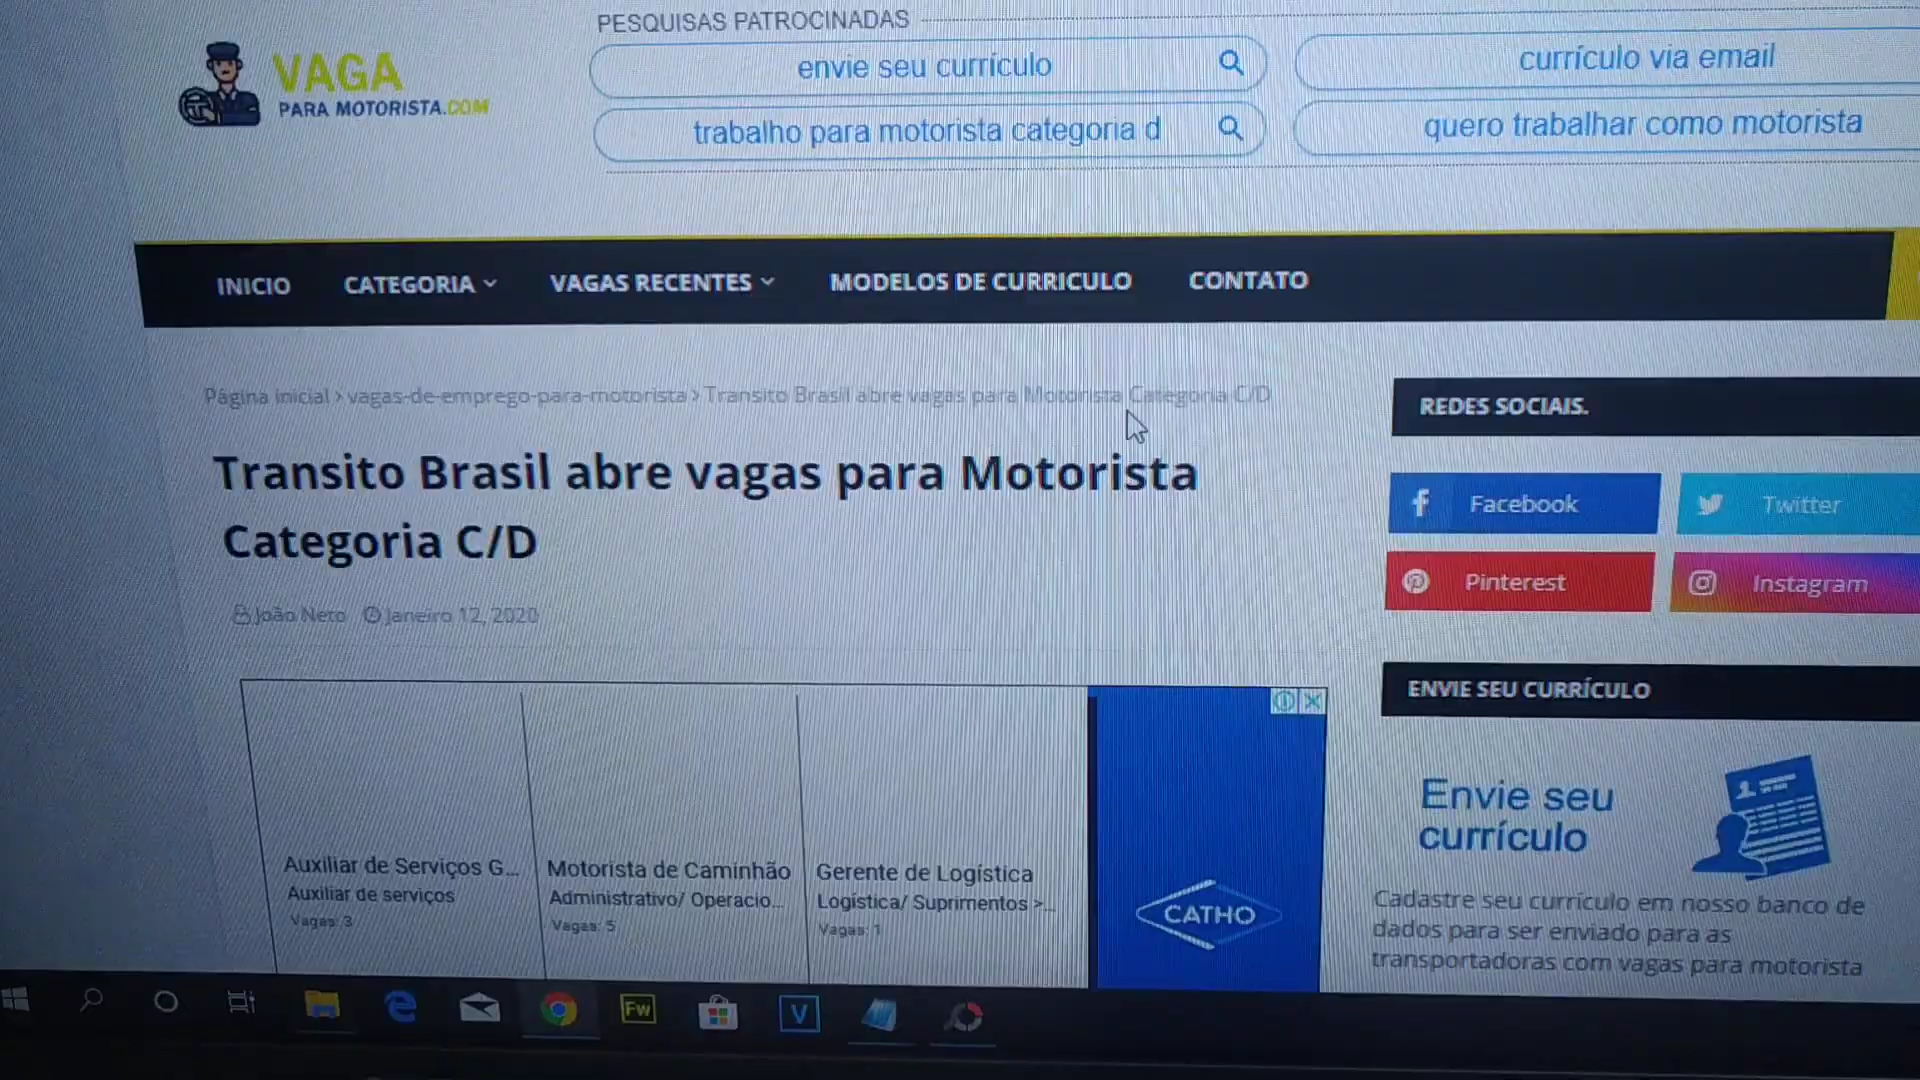 PESQUISAS PATROCINADAS
envie seu currículo
currículo via email
trabalho para motorista categoria d
quero trabalhar como motorista
VAGA
PARA MOTORISTA.COM
INICIO
CATEGORIA
VAGAS RECENTES
MODELOS DE CURRICULO
CONTATO
Página inicial › vagas-de-emprego-para-motorista › Transito Brasil abre vagas para Motorista Categoria C/D
Transito Brasil abre vagas para Motorista
Categoria C/D
João Neto Janeiro 12, 2020
REDES SOCIAIS.
Facebook
Twitter
Pinterest
Instagram
ENVIE SEU CURRÍCULO
Envie seu
currículo
Cadastre seu currículo em nosso banco de
dados para ser enviado para as
transportadoras com vagas para motorista
Auxiliar de Serviços G...
Auxiliar de serviços
Vagas: 3
Motorista de Caminhão
Administrativo/ Operacio...
Vagas: 5
Gerente de Logística
Logística/ Suprimentos >...
Vagas: 1
CATHO
Fw
V